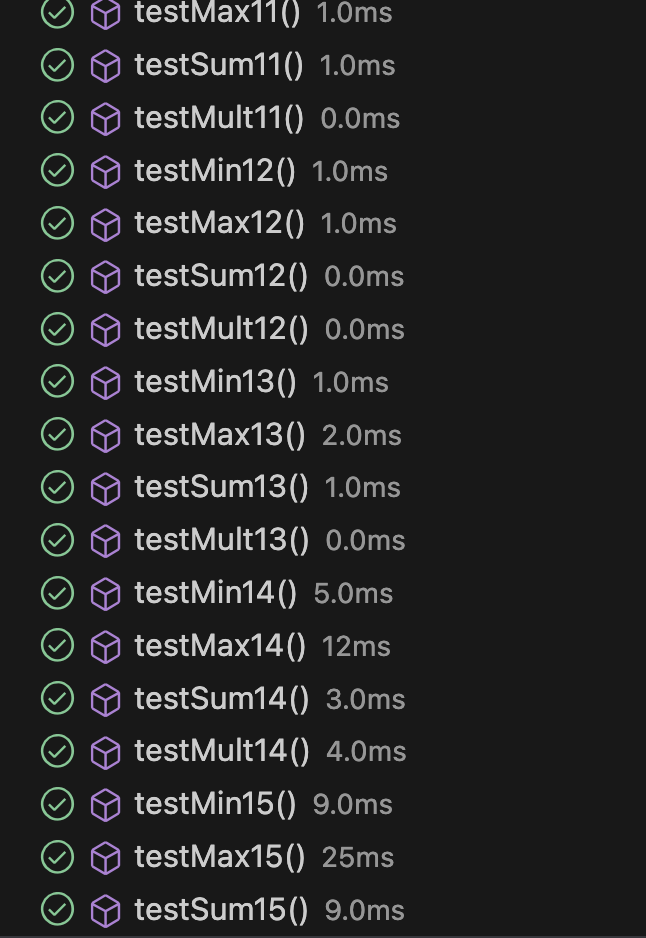 testMax11() 1.0ms
testSum11() 1.0ms
testMult11() 0.0ms
testMin12() 1.0ms
testMax12() 1.0ms
testSum12() 0.0ms
testMult12() 0.0ms
testMin13() 1.0ms
testMax13() 2.0ms
testSum13() 1.0ms
testMult13() 0.0ms
testMin14() 5.0ms
testMax14() 12ms
testSum14() 3.0ms
testMult14() 4.0ms
testMin15() 9.0ms
testMax15() 25ms
testSum15() 9.0ms